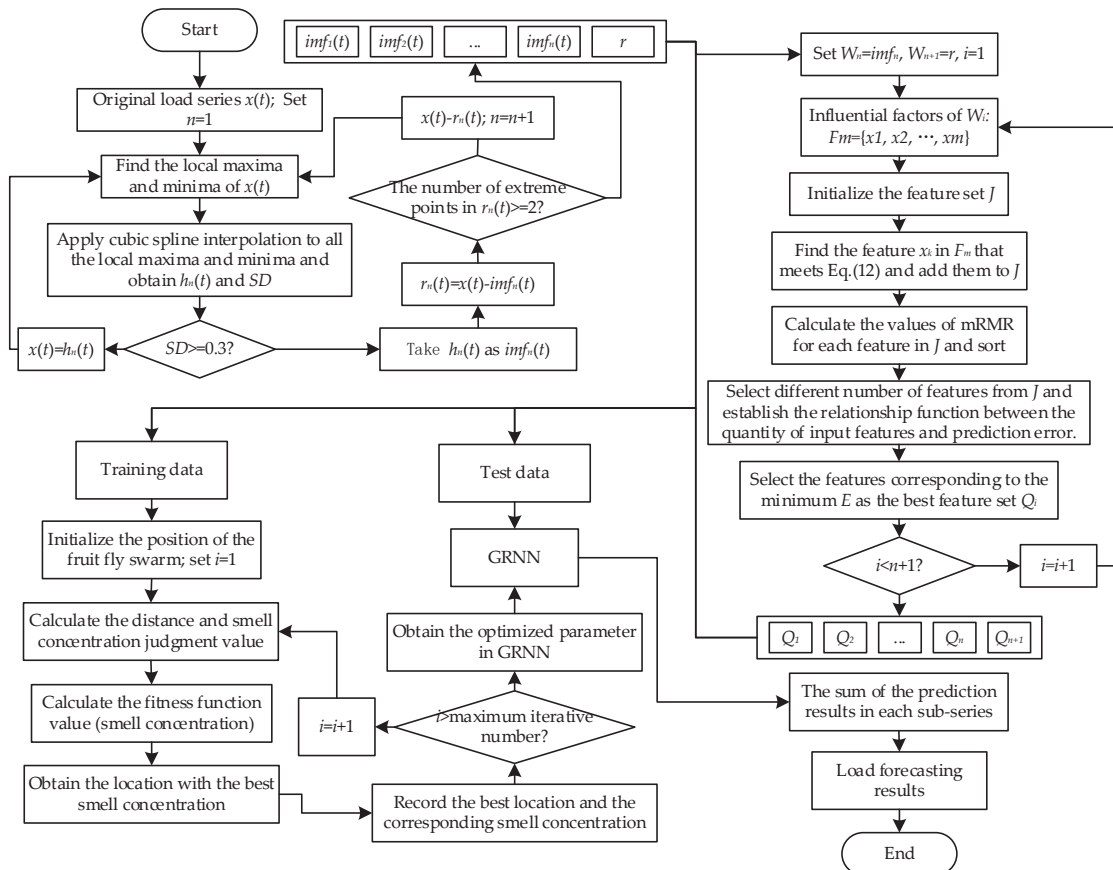 Start
Original load series x(t); Set
n=1
Find the local maxima
and minima of x(t)
Apply cubic spline interpolation to all
the local maxima and minima and
obtain hn(t) and SD
x(t)=hn(t)
SD>=0.3?
Take hn(t) as imfn(t)
rn(t)=x(t)-imfn(t)
The number of extreme
points in rn(t)>=2?
x(t)-rn(t); n=n+1
imf1(t) imf2(t) ... imfn(t) r
Set Wn=imfn, Wn+1=r, i=1
Influential factors of Wi:
Fm={x1, x2, ···, xm}
Initialize the feature set J
Find the feature xk in Fm that
meets Eq.(12) and add them to J
Calculate the values of mRMR
for each feature in J and sort
Select different number of features from J and
establish the relationship function between the
quantity of input features and prediction error.
Select the features corresponding to the
minimum E as the best feature set Qi
i<n+1?
i=i+1
Q1 Q2 ... Qn Qn+1
Training data
Initialize the position of the
fruit fly swarm; set i=1
Calculate the distance and smell
concentration judgment value
Calculate the fitness function
value (smell concentration)
Obtain the location with the best
smell concentration
Record the best location and the
corresponding smell concentration
i>maximum iterative
number?
i=i+1
Obtain the optimized parameter
in GRNN
Test data
GRNN
The sum of the prediction
results in each sub-series
Load forecasting
results
End